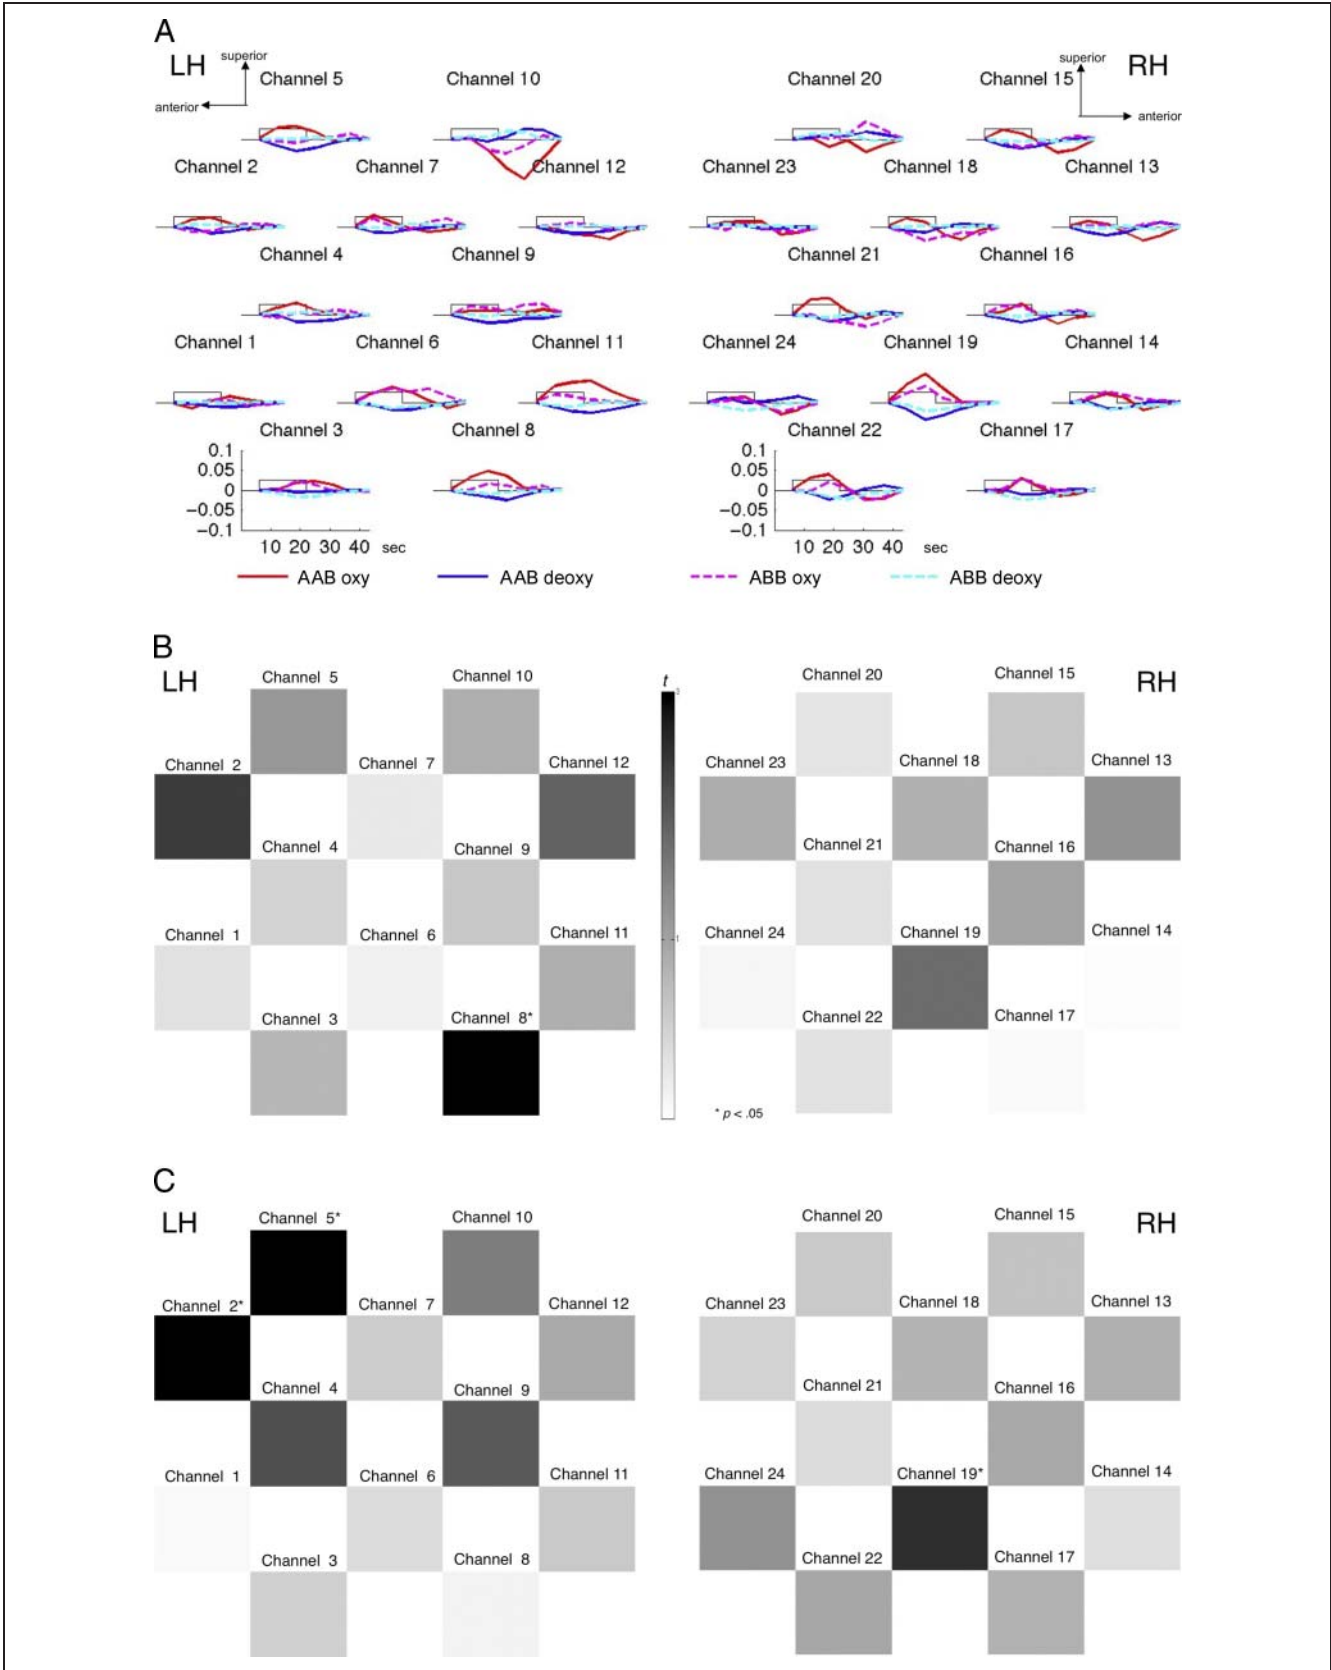 A
LH
superior
anterior
Channel 5
Channel 10
Channel 20
Channel 15
superior
anterior
RH
Channel 2
Channel 7
Channel 12
Channel 23
Channel 18
Channel 13
Channel 4
Channel 9
Channel 21
Channel 16
Channel 1
Channel 6
Channel 11
Channel 24
Channel 19
Channel 14
Channel 3
Channel 8
Channel 22
Channel 17
0.1
0.05
0
−0.05
−0.1
10 20 30 40 sec
0.1
0.05
0
−0.05
−0.1
10 20 30 40 sec
AAB oxy
AAB deoxy
ABB oxy
ABB deoxy
B
LH
Channel 5
Channel 10
t
3
Channel 20
Channel 15
RH
Channel 2
Channel 7
Channel 12
Channel 23
Channel 18
Channel 13
Channel 4
Channel 9
Channel 21
Channel 16
Channel 1
Channel 6
Channel 11
1
Channel 24
Channel 19
Channel 14
Channel 3
Channel 8*
Channel 22
Channel 17
* p < .05
C
LH
Channel 5*
Channel 10
Channel 20
Channel 15
RH
Channel 2*
Channel 7
Channel 12
Channel 23
Channel 18
Channel 13
Channel 4
Channel 9
Channel 21
Channel 16
Channel 1
Channel 6
Channel 11
Channel 24
Channel 19*
Channel 14
Channel 3
Channel 8
Channel 22
Channel 17